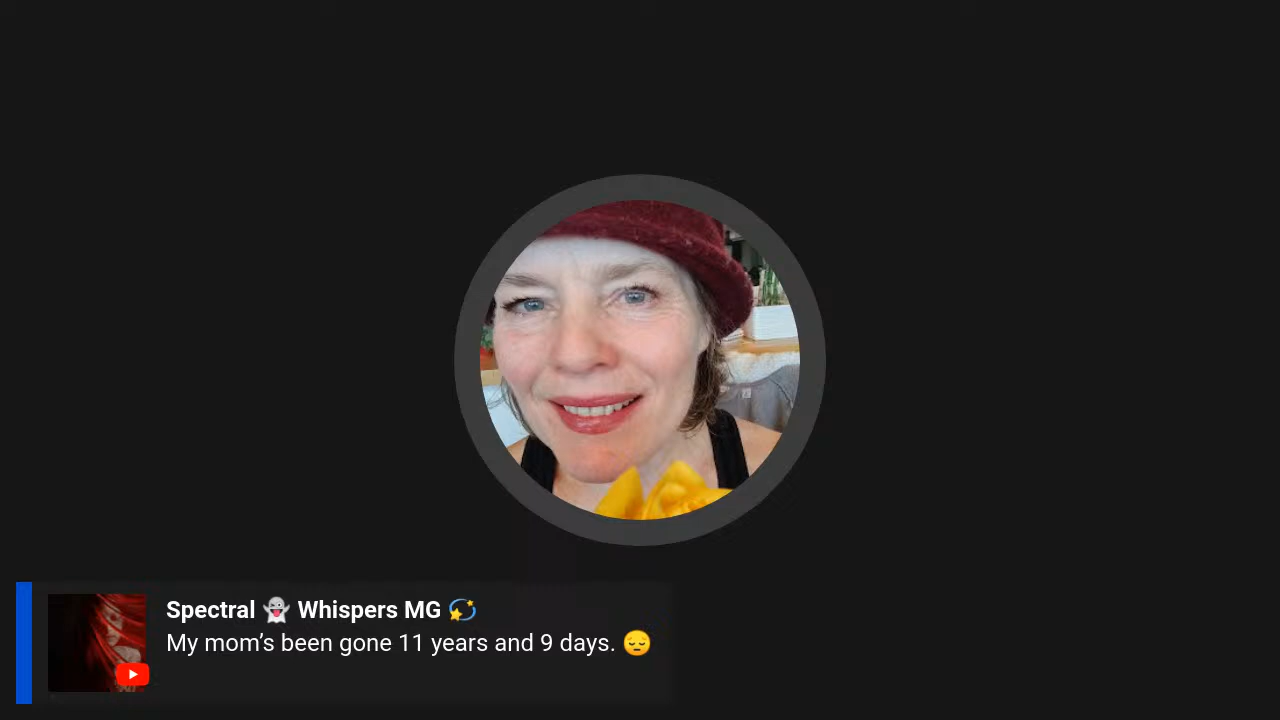 Spectral 👻 Whispers MG 💫
My mom’s been gone 11 years and 9 days. 😔